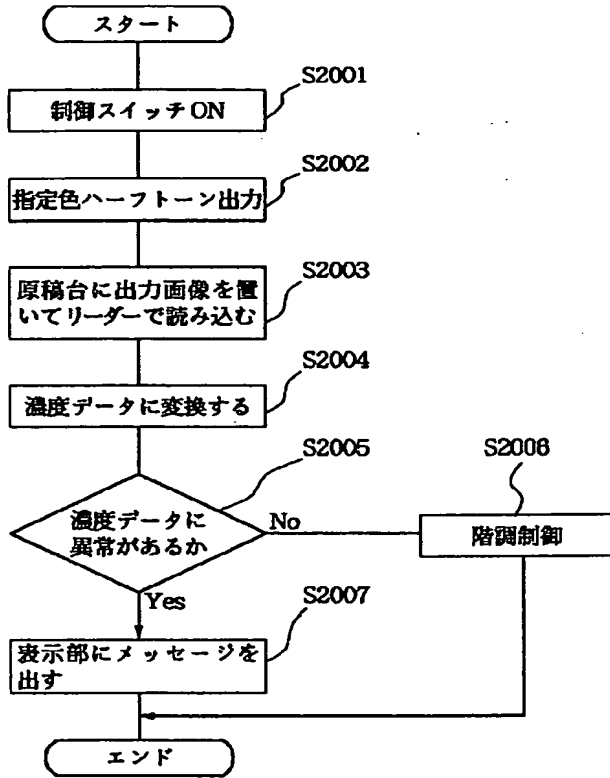 スタート
S2001
制御スイッチON
S2002
指定色ハーフトーン出力
S2003
原稿台に出力画像を置
いてリーダーで読み込む
S2004
濃度データに変換する
S2005
S2006
濃度データに
異常があるか
No
階調制御
Yes
S2007
表示部にメッセージを
出す
エンド